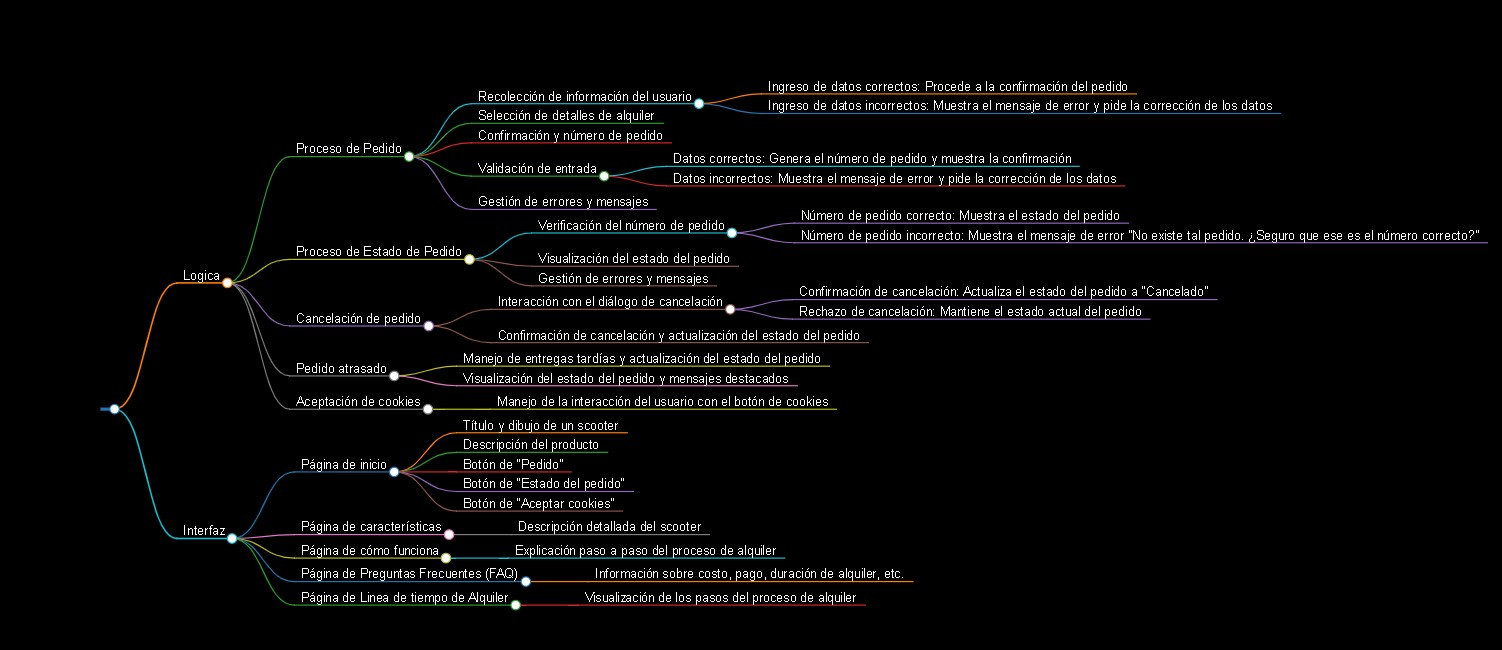 Logica
Proceso de Pedido
Recolección de información del usuario
Ingreso de datos correctos: Procede a la confirmación del pedido
Ingreso de datos incorrectos: Muestra el mensaje de error y pide la corrección de los datos
Selección de detalles de alquiler
Confirmación y número de pedido
Validación de entrada
Datos correctos: Genera el número de pedido y muestra la confirmación
Datos incorrectos: Muestra el mensaje de error y pide la corrección de los datos
Gestión de errores y mensajes
Proceso de Estado de Pedido
Verificación del número de pedido
Número de pedido correcto: Muestra el estado del pedido
Número de pedido incorrecto: Muestra el mensaje de error "No existe tal pedido. ¿Seguro que ese es el número correcto?"
Visualización del estado del pedido
Gestión de errores y mensajes
Cancelación de pedido
Interacción con el diálogo de cancelación
Confirmación de cancelación: Actualiza el estado del pedido a "Cancelado"
Rechazo de cancelación: Mantiene el estado actual del pedido
Confirmación de cancelación y actualización del estado del pedido
Pedido atrasado
Manejo de entregas tardías y actualización del estado del pedido
Visualización del estado del pedido y mensajes destacados
Aceptación de cookies
Manejo de la interacción del usuario con el botón de cookies
Interfaz
Página de inicio
Título y dibujo de un scooter
Descripción del producto
Botón de "Pedido"
Botón de "Estado del pedido"
Botón de "Aceptar cookies"
Página de características
Descripción detallada del scooter
Página de cómo funciona
Explicación paso a paso del proceso de alquiler
Página de Preguntas Frecuentes (FAQ)
Información sobre costo, pago, duración de alquiler, etc.
Página de Linea de tiempo de Alquiler
Visualización de los pasos del proceso de alquiler